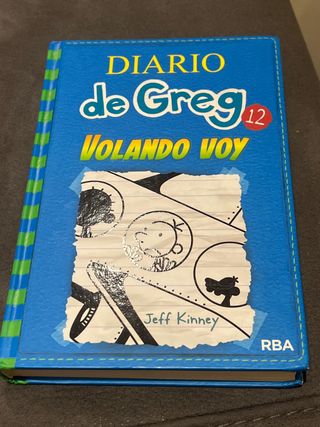 DIARIO
de Greg 12
VOLANDO VOY
Jeff Kinney
RBA